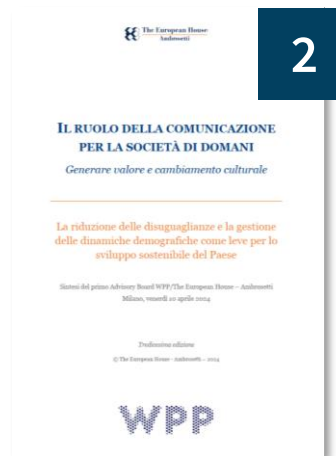 The European House
Ambrosetti
2
IL RUOLO DELLA COMUNICAZIONE
PER LA SOCIETÀ DI DOMANI
Generare valore e cambiamento culturale
La riduzione delle disuguaglianze e la gestione
delle dinamiche demografiche come leve per lo
sviluppo sostenibile del Paese
Sintesi del primo Advisory Board WPP/The European House – Ambrosetti
Milano, venerdì 10 aprile 2024
Tredicesima edizione
© The European House - Ambrosetti – 2024
WPP